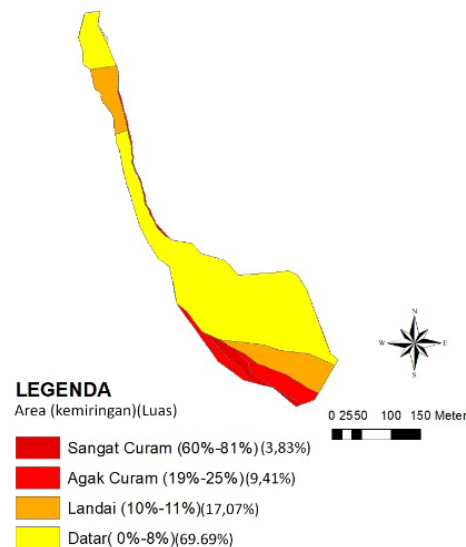 N
W E
S
LEGENDA
Area (kemiringan)(Luas)
0 2550 100 150 Meter
Sangat Curam (60%-81%) (3,83%)
Agak Curam (19%-25%) (9,41%)
Landai (10%-11%) (17,07%)
Datar( 0%-8%) (69.69%)